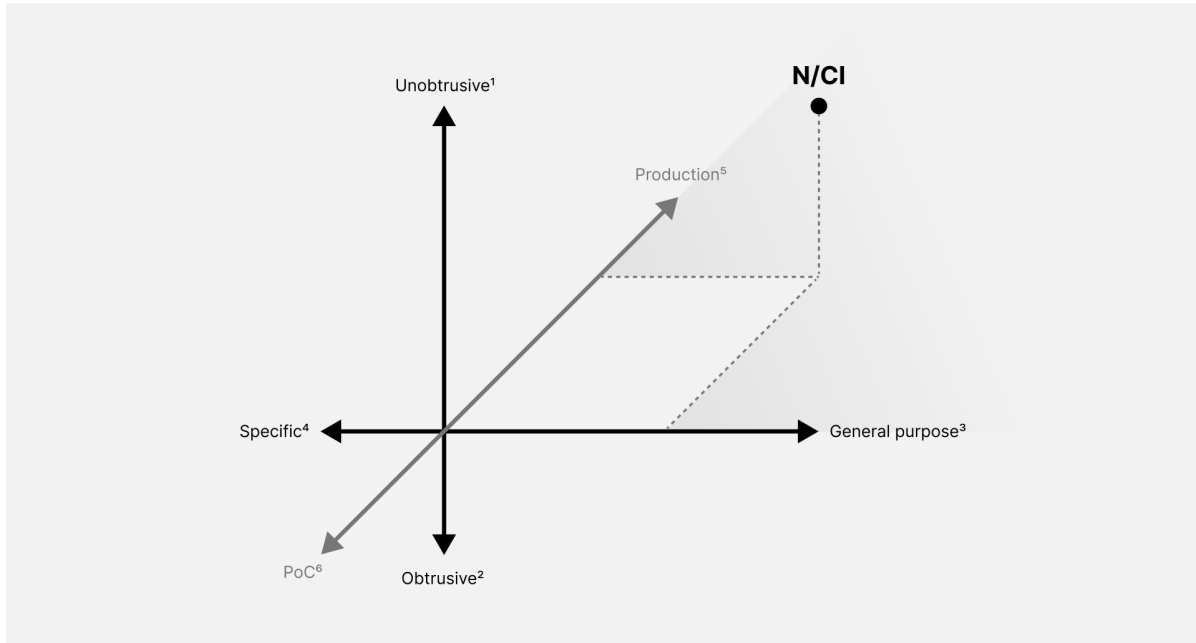 N/CI
Unobtrusive¹
Production⁵
Specific⁴
General purpose³
PoC⁶
Obtrusive²